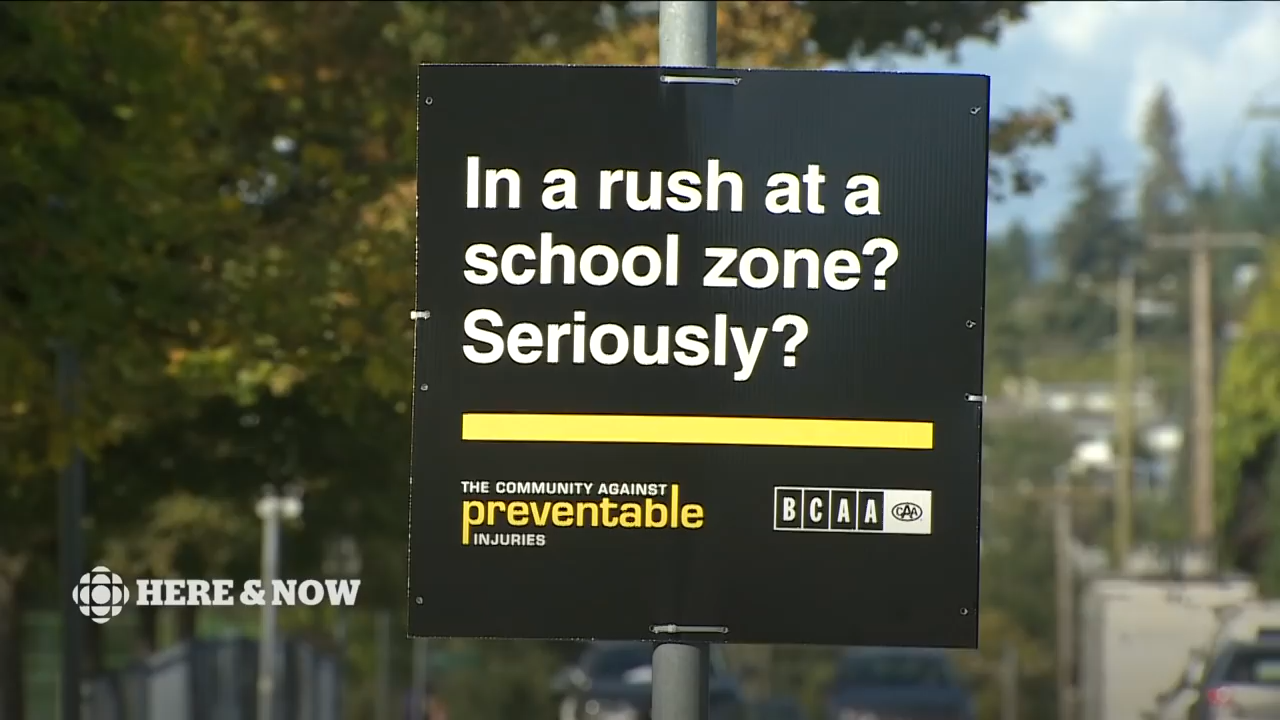 In a rush at a
school zone?
Seriously?
THE COMMUNITY AGAINST
preventable
INJURIES
BCAA CAA
HERE & NOW